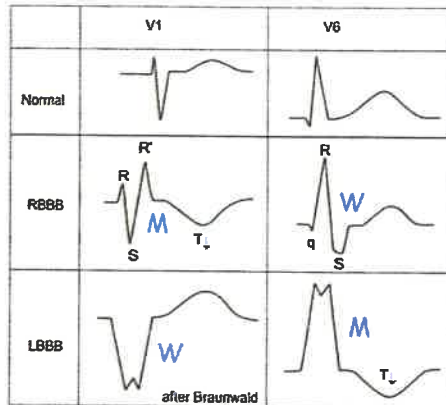 V1 V6
Normal
RBBB
R R'
M
S
T↓
R
W
q
S
LBBB
W
after Braunwald
M
T↓